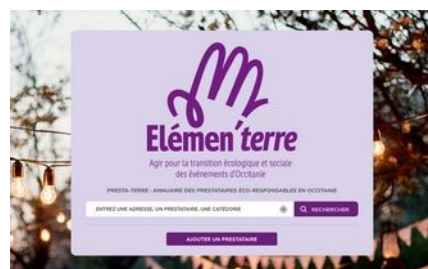 Elémen'terre
Agir pour la transition écologique et sociale
des événements d'Occitanie
PRESTA-TERRE : ANNUAIRE DES PRESTATAIRES ÉCO-RESPONSABLES EN OCCITANIE
ENTREZ UNE ADRESSE, UN PRESTATAIRE, UNE CATÉGORIE
RECHERCHER
AJOUTER UN PRESTATAIRE